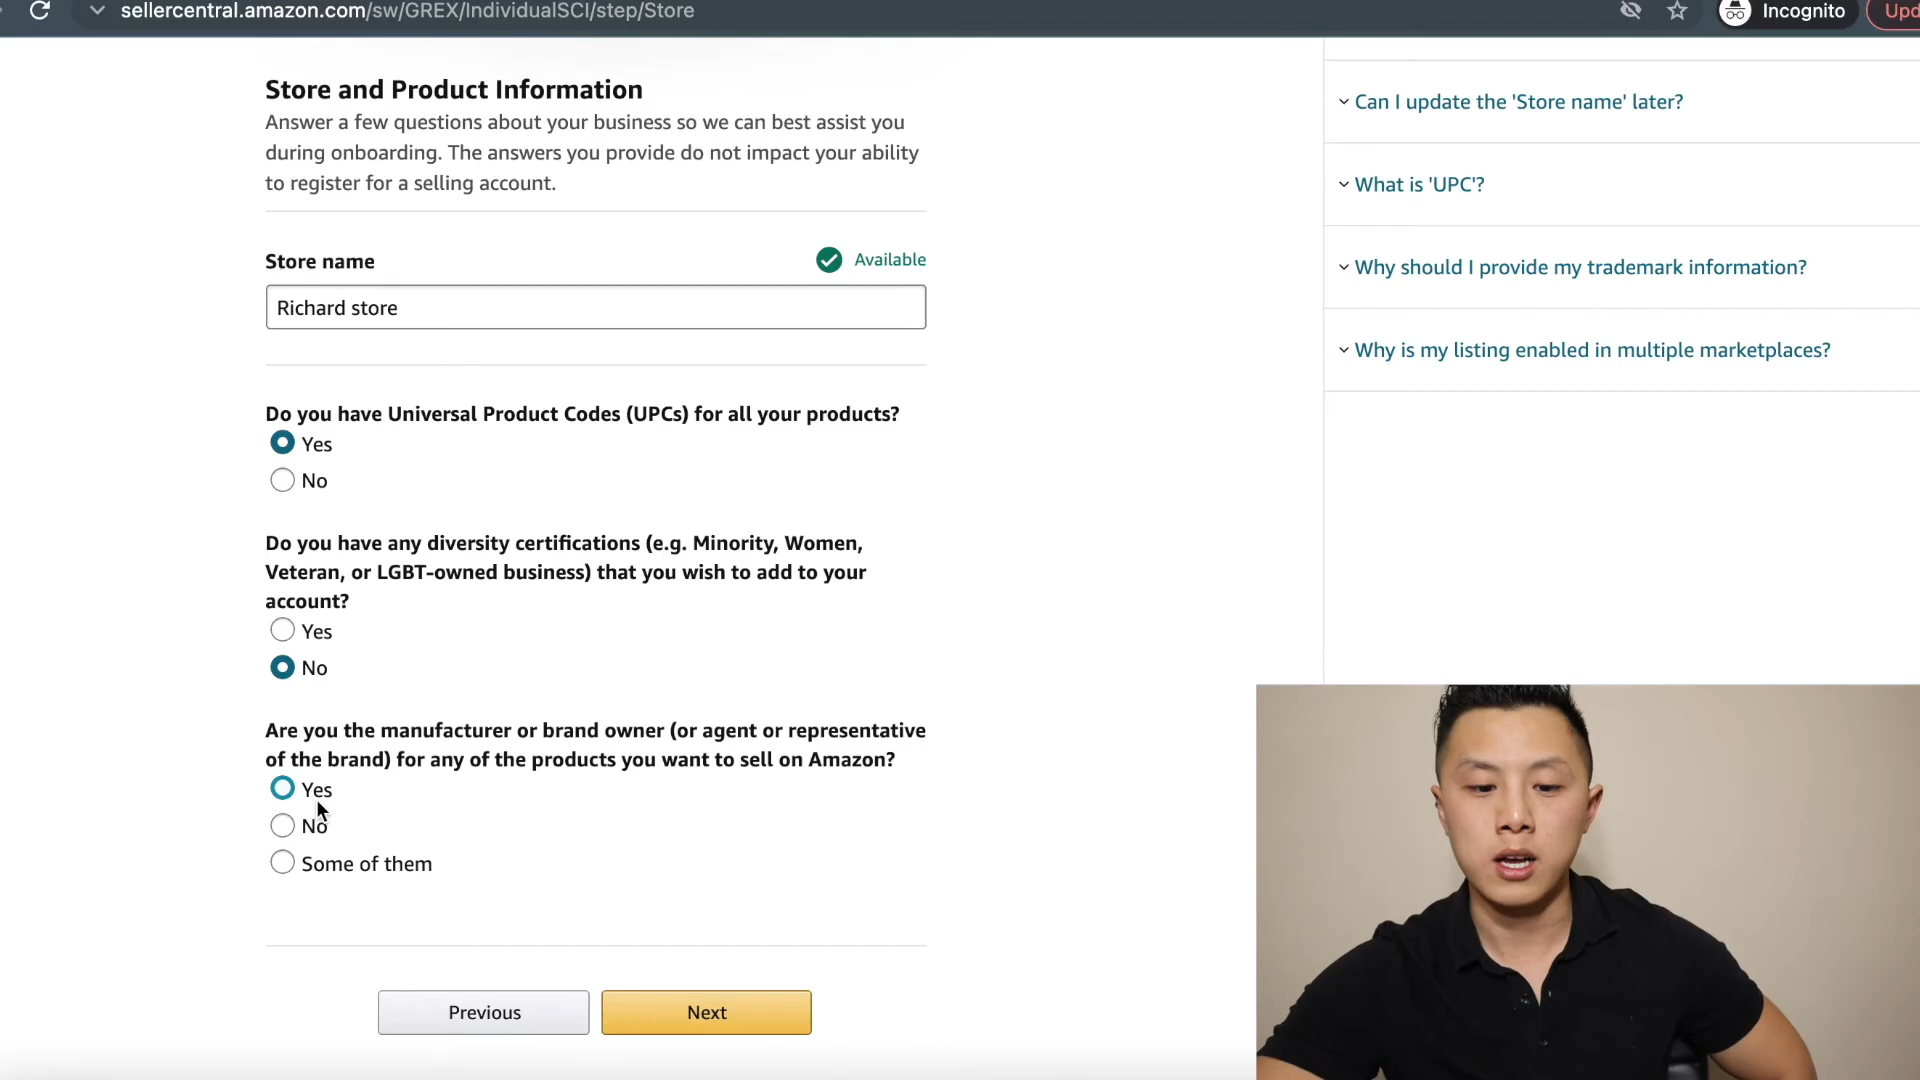 sellercentral.amazon.com/sw/GREX/IndividualSCI/step/Store
Incognito
Upd
Store and Product Information
Answer a few questions about your business so we can best assist you
during onboarding. The answers you provide do not impact your ability
to register for a selling account.
Store name
Available
Richard store
Do you have Universal Product Codes (UPCs) for all your products?
Yes
No
Do you have any diversity certifications (e.g. Minority, Women,
Veteran, or LGBT-owned business) that you wish to add to your
account?
Yes
No
Are you the manufacturer or brand owner (or agent or representative
of the brand) for any of the products you want to sell on Amazon?
Yes
No
Some of them
Previous
Next
Can I update the 'Store name' later?
What is 'UPC'?
Why should I provide my trademark information?
Why is my listing enabled in multiple marketplaces?